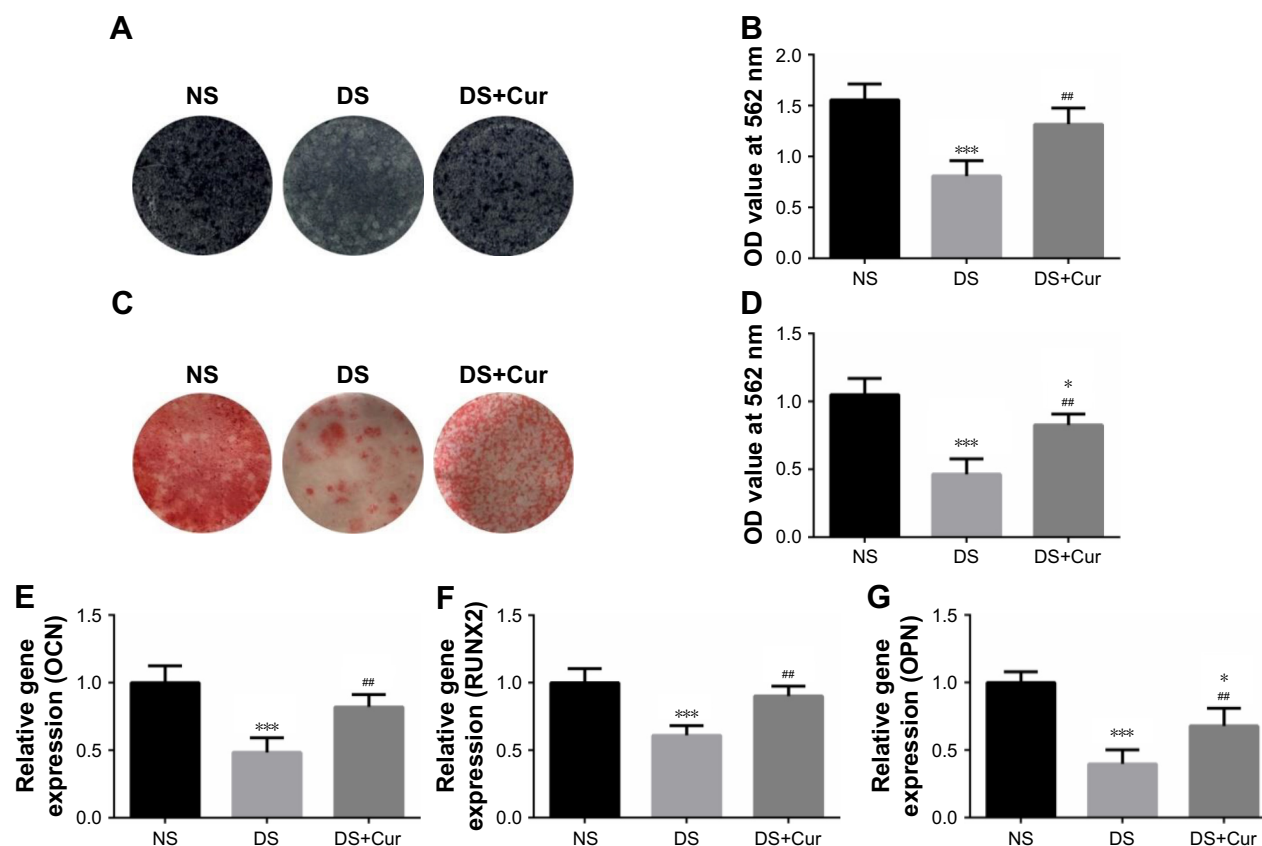 A
NS
DS
DS+Cur
B
OD value at 562 nm
2.0
1.5
1.0
0.5
0.0
***
##
NS
DS
DS+Cur
C
NS
DS
DS+Cur
D
OD value at 562 nm
1.5
1.0
0.5
0.0
***
*
##
NS
DS
DS+Cur
E
Relative gene
expression (OCN)
1.5
1.0
0.5
0.0
***
##
NS
DS
DS+Cur
F
Relative gene
expression (RUNX2)
1.5
1.0
0.5
0.0
***
##
NS
DS
DS+Cur
G
Relative gene
expression (OPN)
1.5
1.0
0.5
0.0
***
*
##
NS
DS
DS+Cur